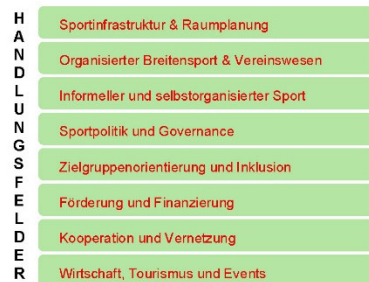 HANDLUNGSFELDER
Sportinfrastruktur & Raumplanung
Organisierter Breitensport & Vereinswesen
Informeller und selbstorganisierter Sport
Sportpolitik und Governance
Zielgruppenorientierung und Inklusion
Förderung und Finanzierung
Kooperation und Vernetzung
Wirtschaft, Tourismus und Events